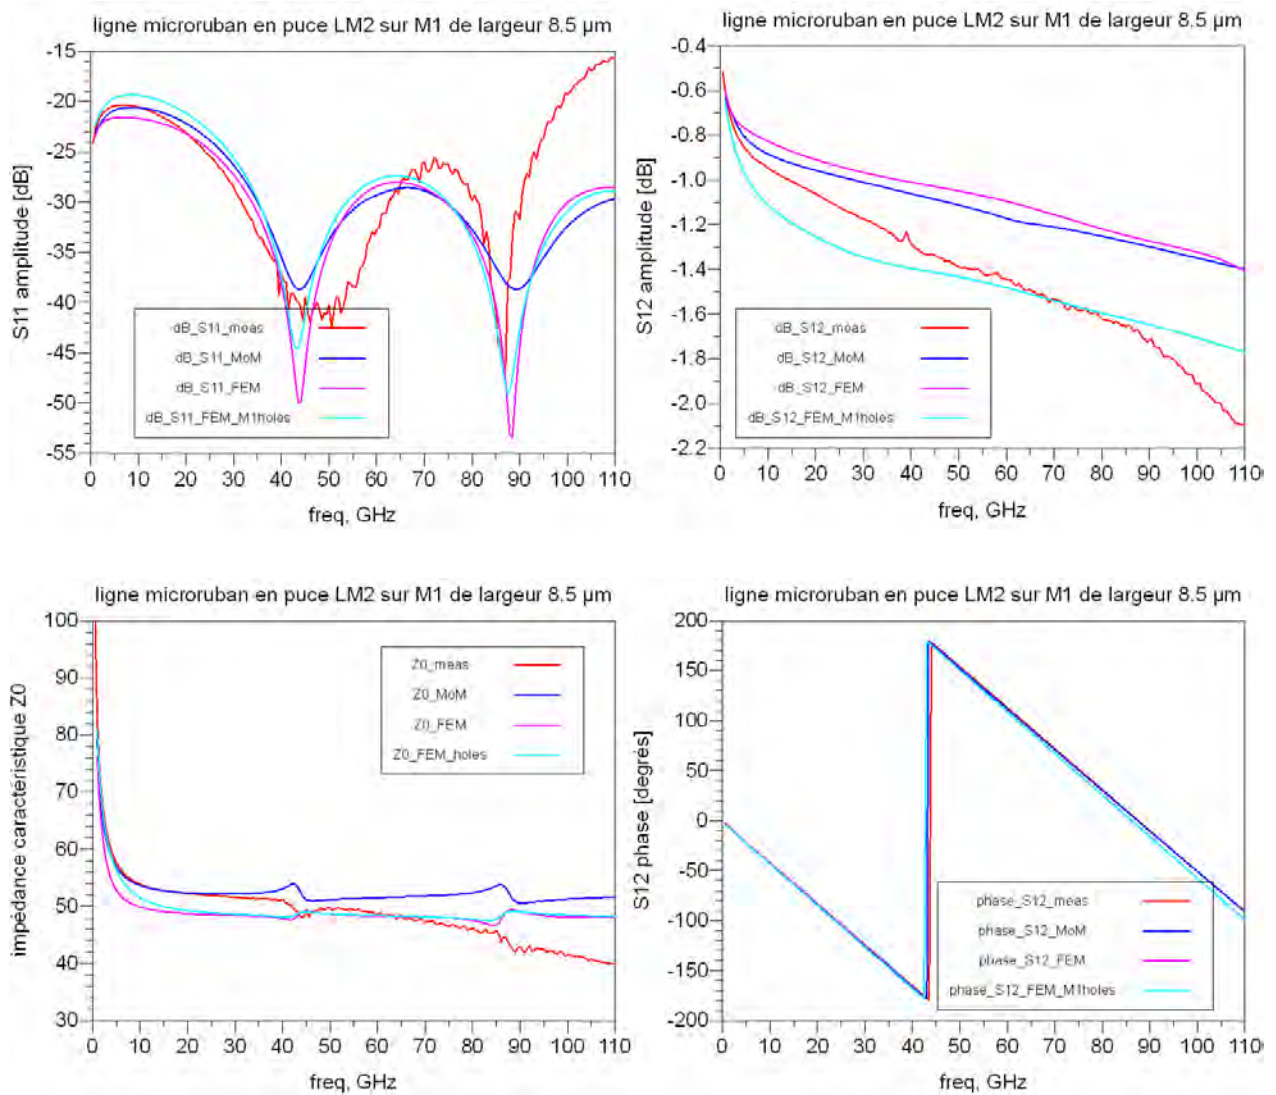 ligne microruban en puce LM2 sur M1 de largeur 8.5 µm
S11 amplitude [dB]
-15
-20
-25
-30
-35
-40
-45
-50
-55
dB_S11_meas
dB_S11_MoM
dB_S11_FEM
dB_S11_FEM_M1holes
0 10 20 30 40 50 60 70 80 90 100 110
freq, GHz
ligne microruban en puce LM2 sur M1 de largeur 8.5 µm
S12 amplitude [dB]
-0.4
-0.6
-0.8
-1.0
-1.2
-1.4
-1.6
-1.8
-2.0
-2.2
dB_S12_meas
dB_S12_MoM
dB_S12_FEM
dB_S12_FEM_M1holes
0 10 20 30 40 50 60 70 80 90 100 110
freq, GHz
ligne microruban en puce LM2 sur M1 de largeur 8.5 µm
impédance caractéristique Z0
100
90
80
70
60
50
40
30
Z0_meas
Z0_MoM
Z0_FEM
Z0_FEM_holes
0 10 20 30 40 50 60 70 80 90 100 110
freq, GHz
ligne microruban en puce LM2 sur M1 de largeur 8.5 µm
S12 phase [degrés]
200
150
100
50
0
-50
-100
-150
-200
phase_S12_meas
phase_S12_MoM
phase_S12_FEM
phase_S12_FEM_M1holes
0 10 20 30 40 50 60 70 80 90 100 110
freq, GHz